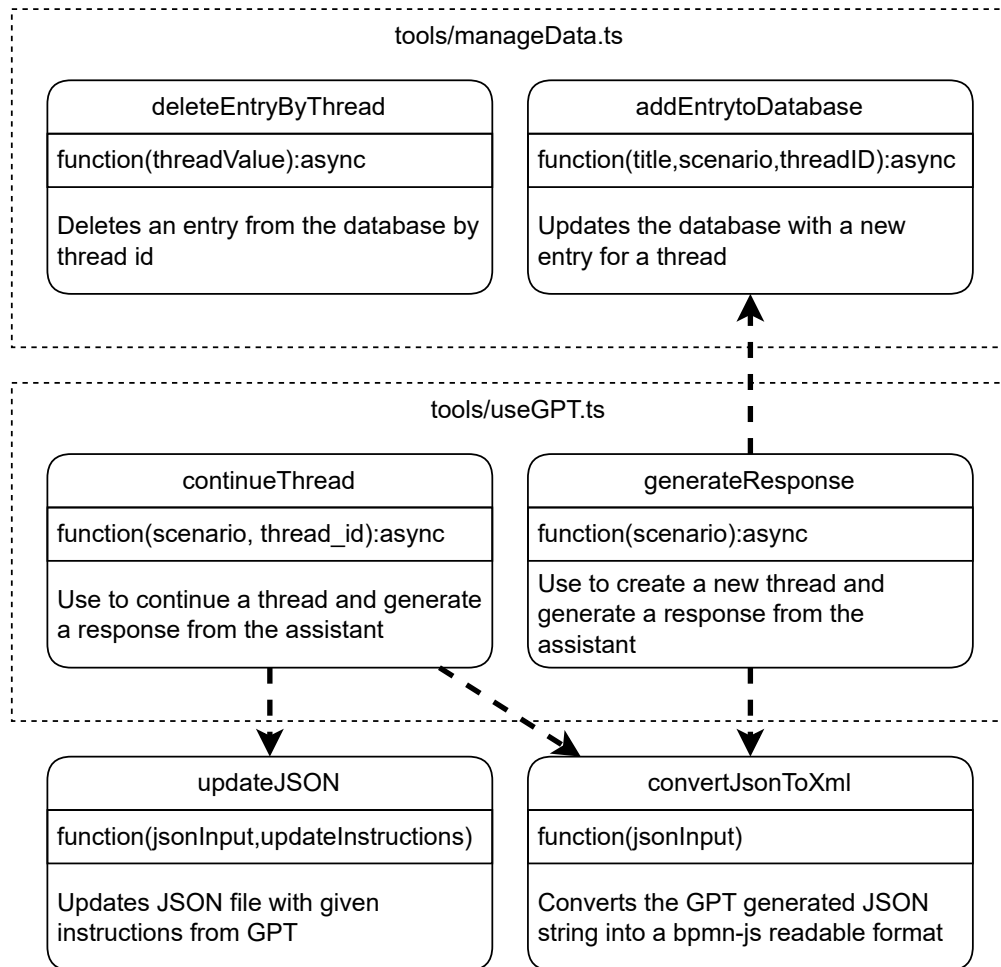 tools/manageData.ts
deleteEntryByThread
function(threadValue):async
Deletes an entry from the database by
thread id
addEntrytoDatabase
function(title,scenario,threadID):async
Updates the database with a new
entry for a thread
tools/useGPT.ts
continueThread
function(scenario, thread_id):async
Use to continue a thread and generate
a response from the assistant
generateResponse
function(scenario):async
Use to create a new thread and
generate a response from the
assistant
updateJSON
function(jsonInput,updateInstructions)
Updates JSON file with given
instructions from GPT
convertJsonToXml
function(jsonInput)
Converts the GPT generated JSON
string into a bpmn-js readable format